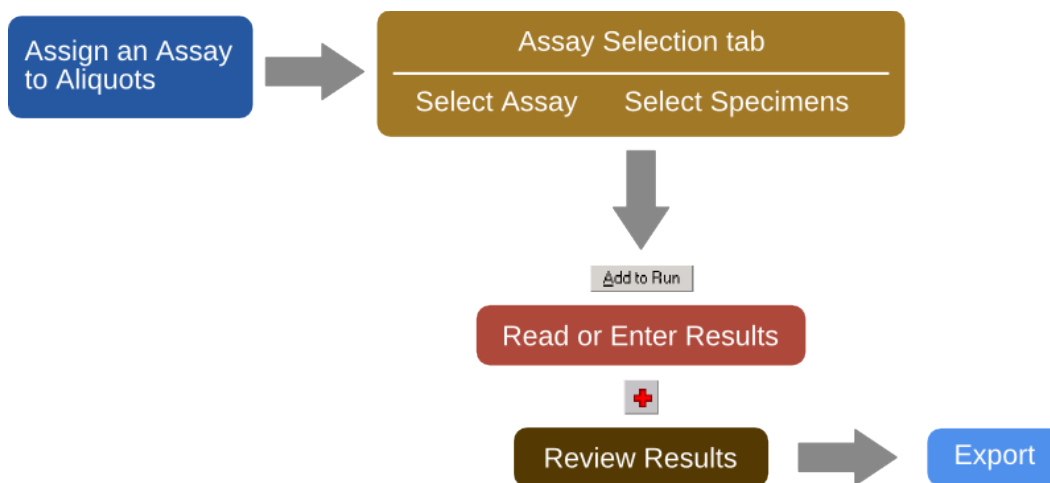 Assign an Assay
to Aliquots
Assay Selection tab
Select Assay Select Specimens
Add to Run
Read or Enter Results
Review Results
Export